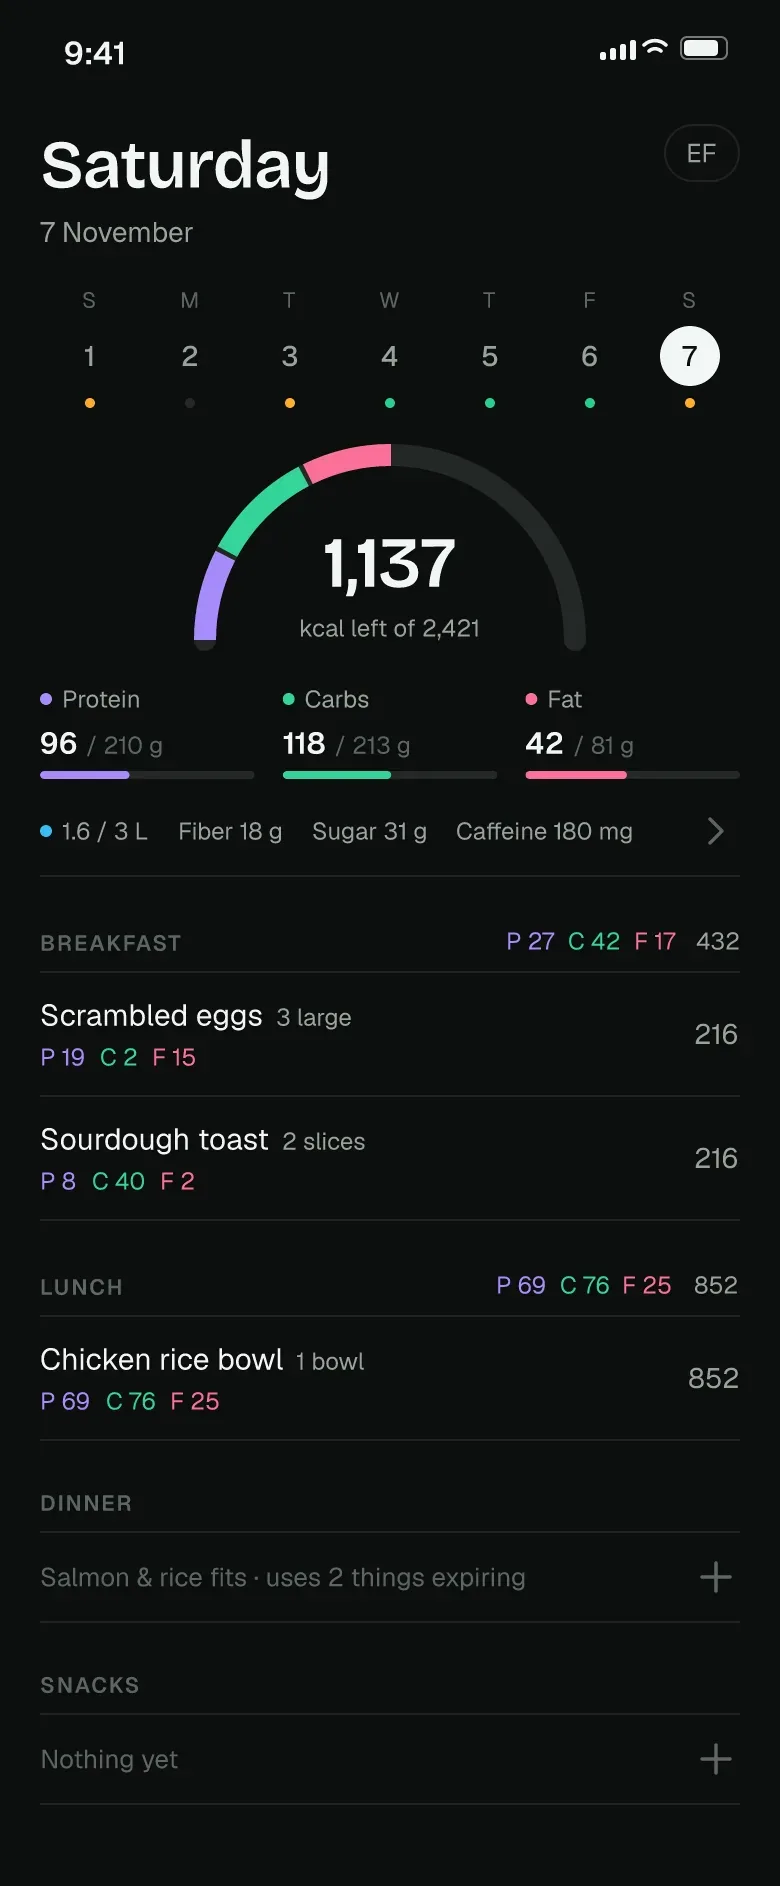 9:41
Saturday
EF
7 November
S M T W T F S
1 2 3 4 5 6 7
1,137
kcal left of 2,421
Protein Carbs Fat
96 / 210 g 118 / 213 g 42 / 81 g
1.6 / 3 L Fiber 18 g Sugar 31 g Caffeine 180 mg
BREAKFAST P 27 C 42 F 17 432
Scrambled eggs 3 large
216
P 19 C 2 F 15
Sourdough toast 2 slices
216
P 8 C 40 F 2
LUNCH P 69 C 76 F 25 852
Chicken rice bowl 1 bowl
852
P 69 C 76 F 25
DINNER
Salmon & rice fits · uses 2 things expiring
SNACKS
Nothing yet